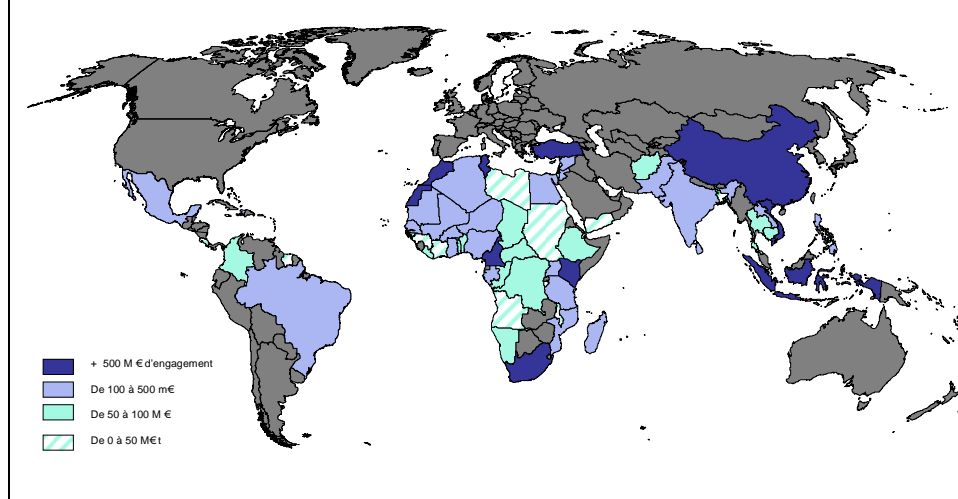 + 500 M € d'engagement
De 100 à 500 m€
De 50 à 100 M €
De 0 à 50 M€ t